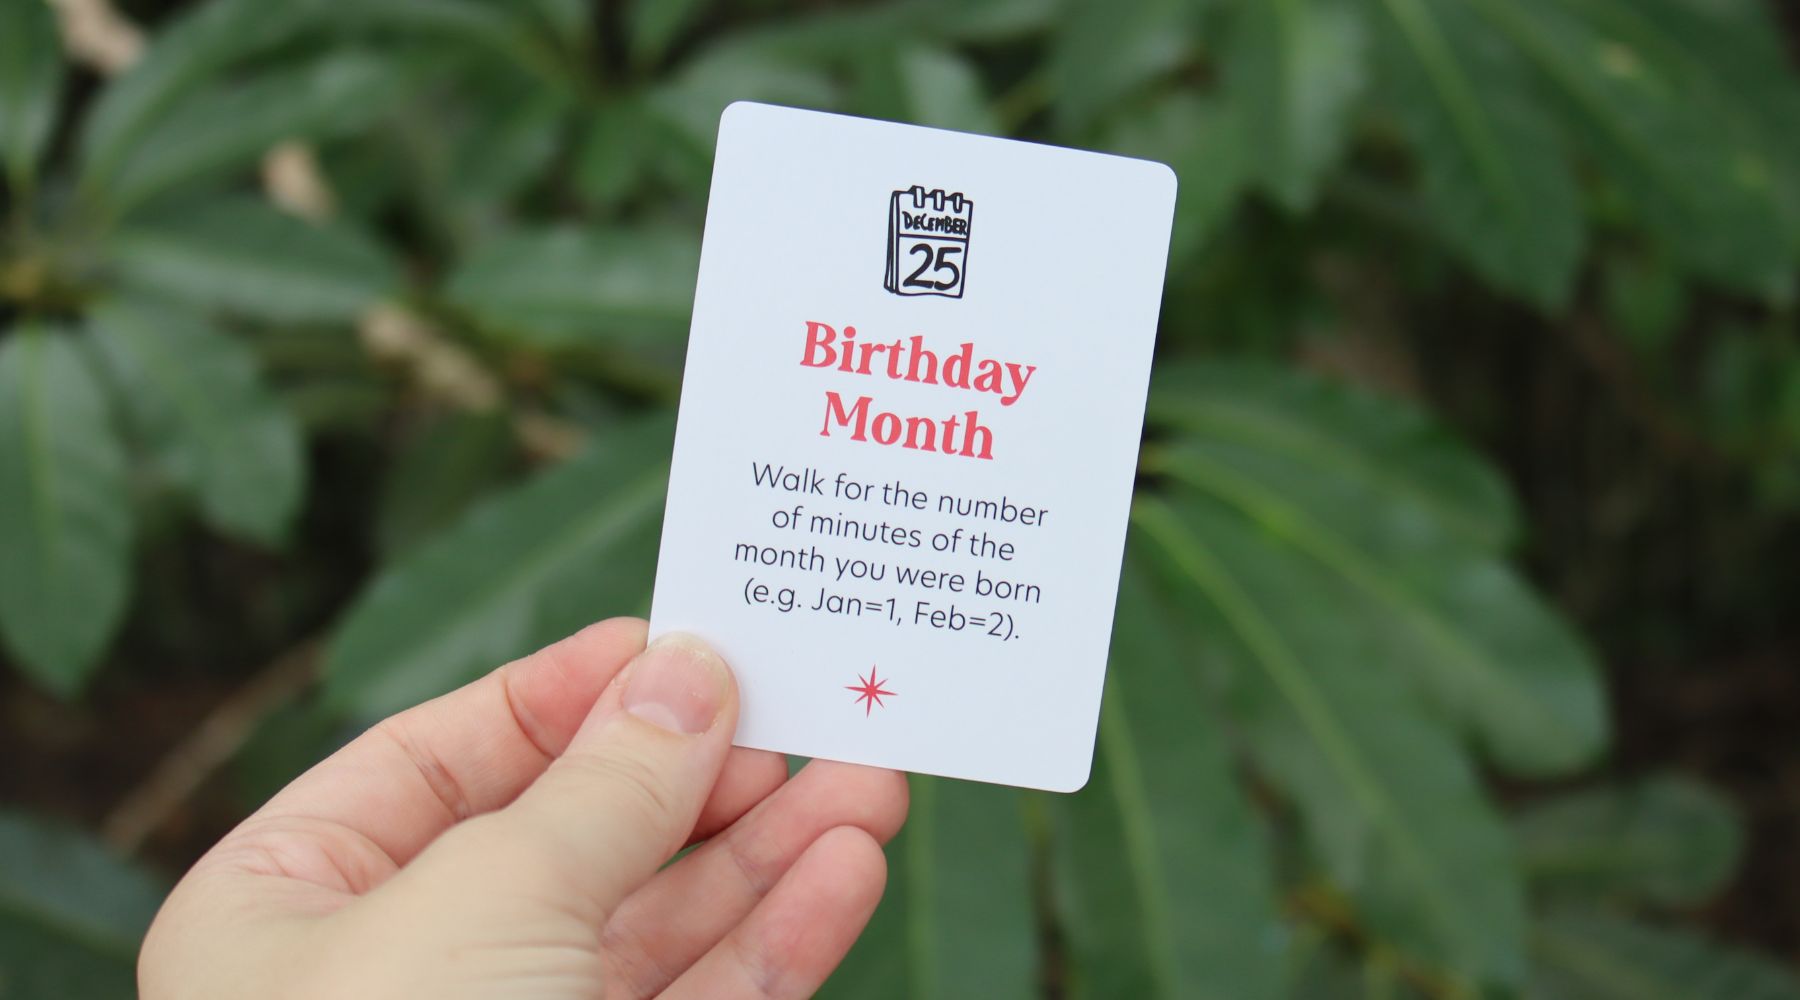 DECEMBER
25
Birthday
Month
Walk for the number
of minutes of the
month you were born
(e.g. Jan=1, Feb=2).